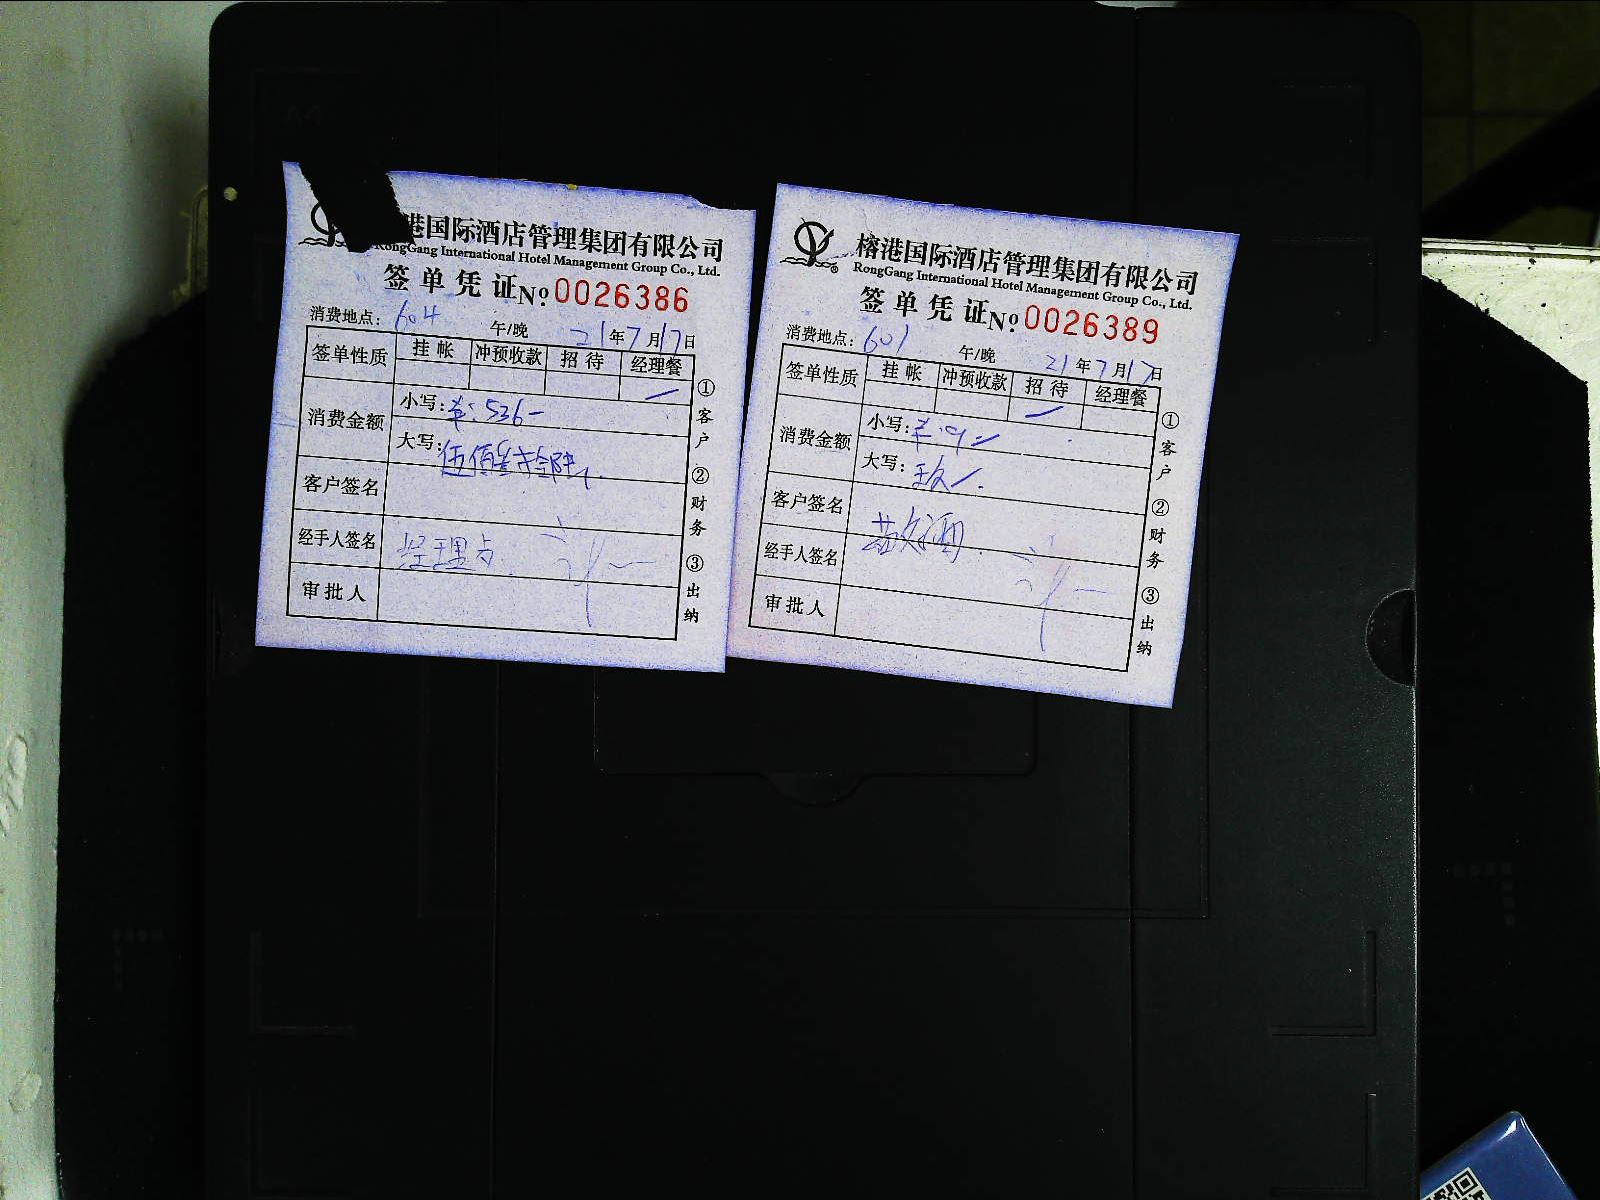 港国际酒店管理集团有限公司
RongGang International Hotel Management Group Co., Ltd.
签单凭证 No 0026386
消费地点: 604 午/晚 21年7月17日
签单性质 挂帐 冲预收款 招待 经理餐
消费金额 小写: 536-
大写: 伍佰叁拾陆
客户签名
经手人签名 经理
审批人
①客户 ②财务 ③出纳
榕港国际酒店管理集团有限公司
RongGang International Hotel Management Group Co., Ltd.
签单凭证 No 0026389
消费地点: 601 午/晚 21年7月17日
签单性质 挂帐 冲预收款 招待 经理餐
消费金额 小写:
大写:
客户签名
经手人签名
审批人
①客户 ②财务 ③出纳